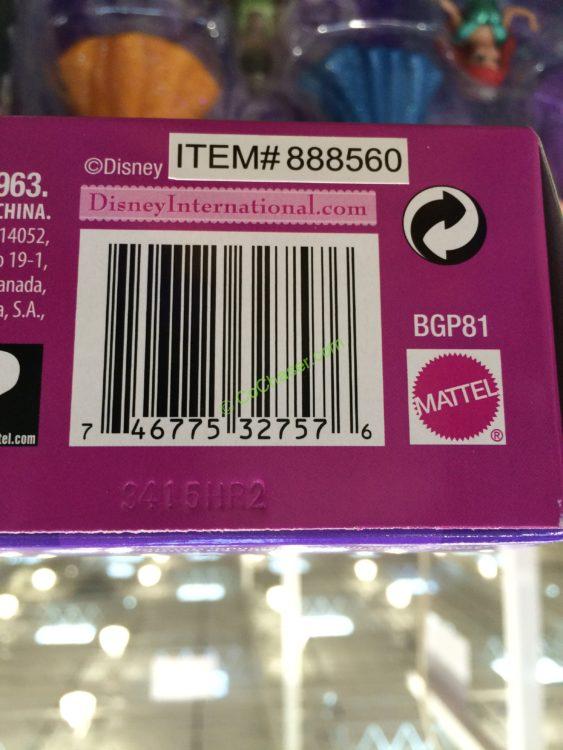 963.
CHINA.
14052,
o 19-1,
anada,
a, S.A.,
tel.com
©Disney
ITEM# 888560
DisneyInternational.com
7 46775 32757 6
© CoChaser.com
3415HR2
BGP81
MATTEL
®